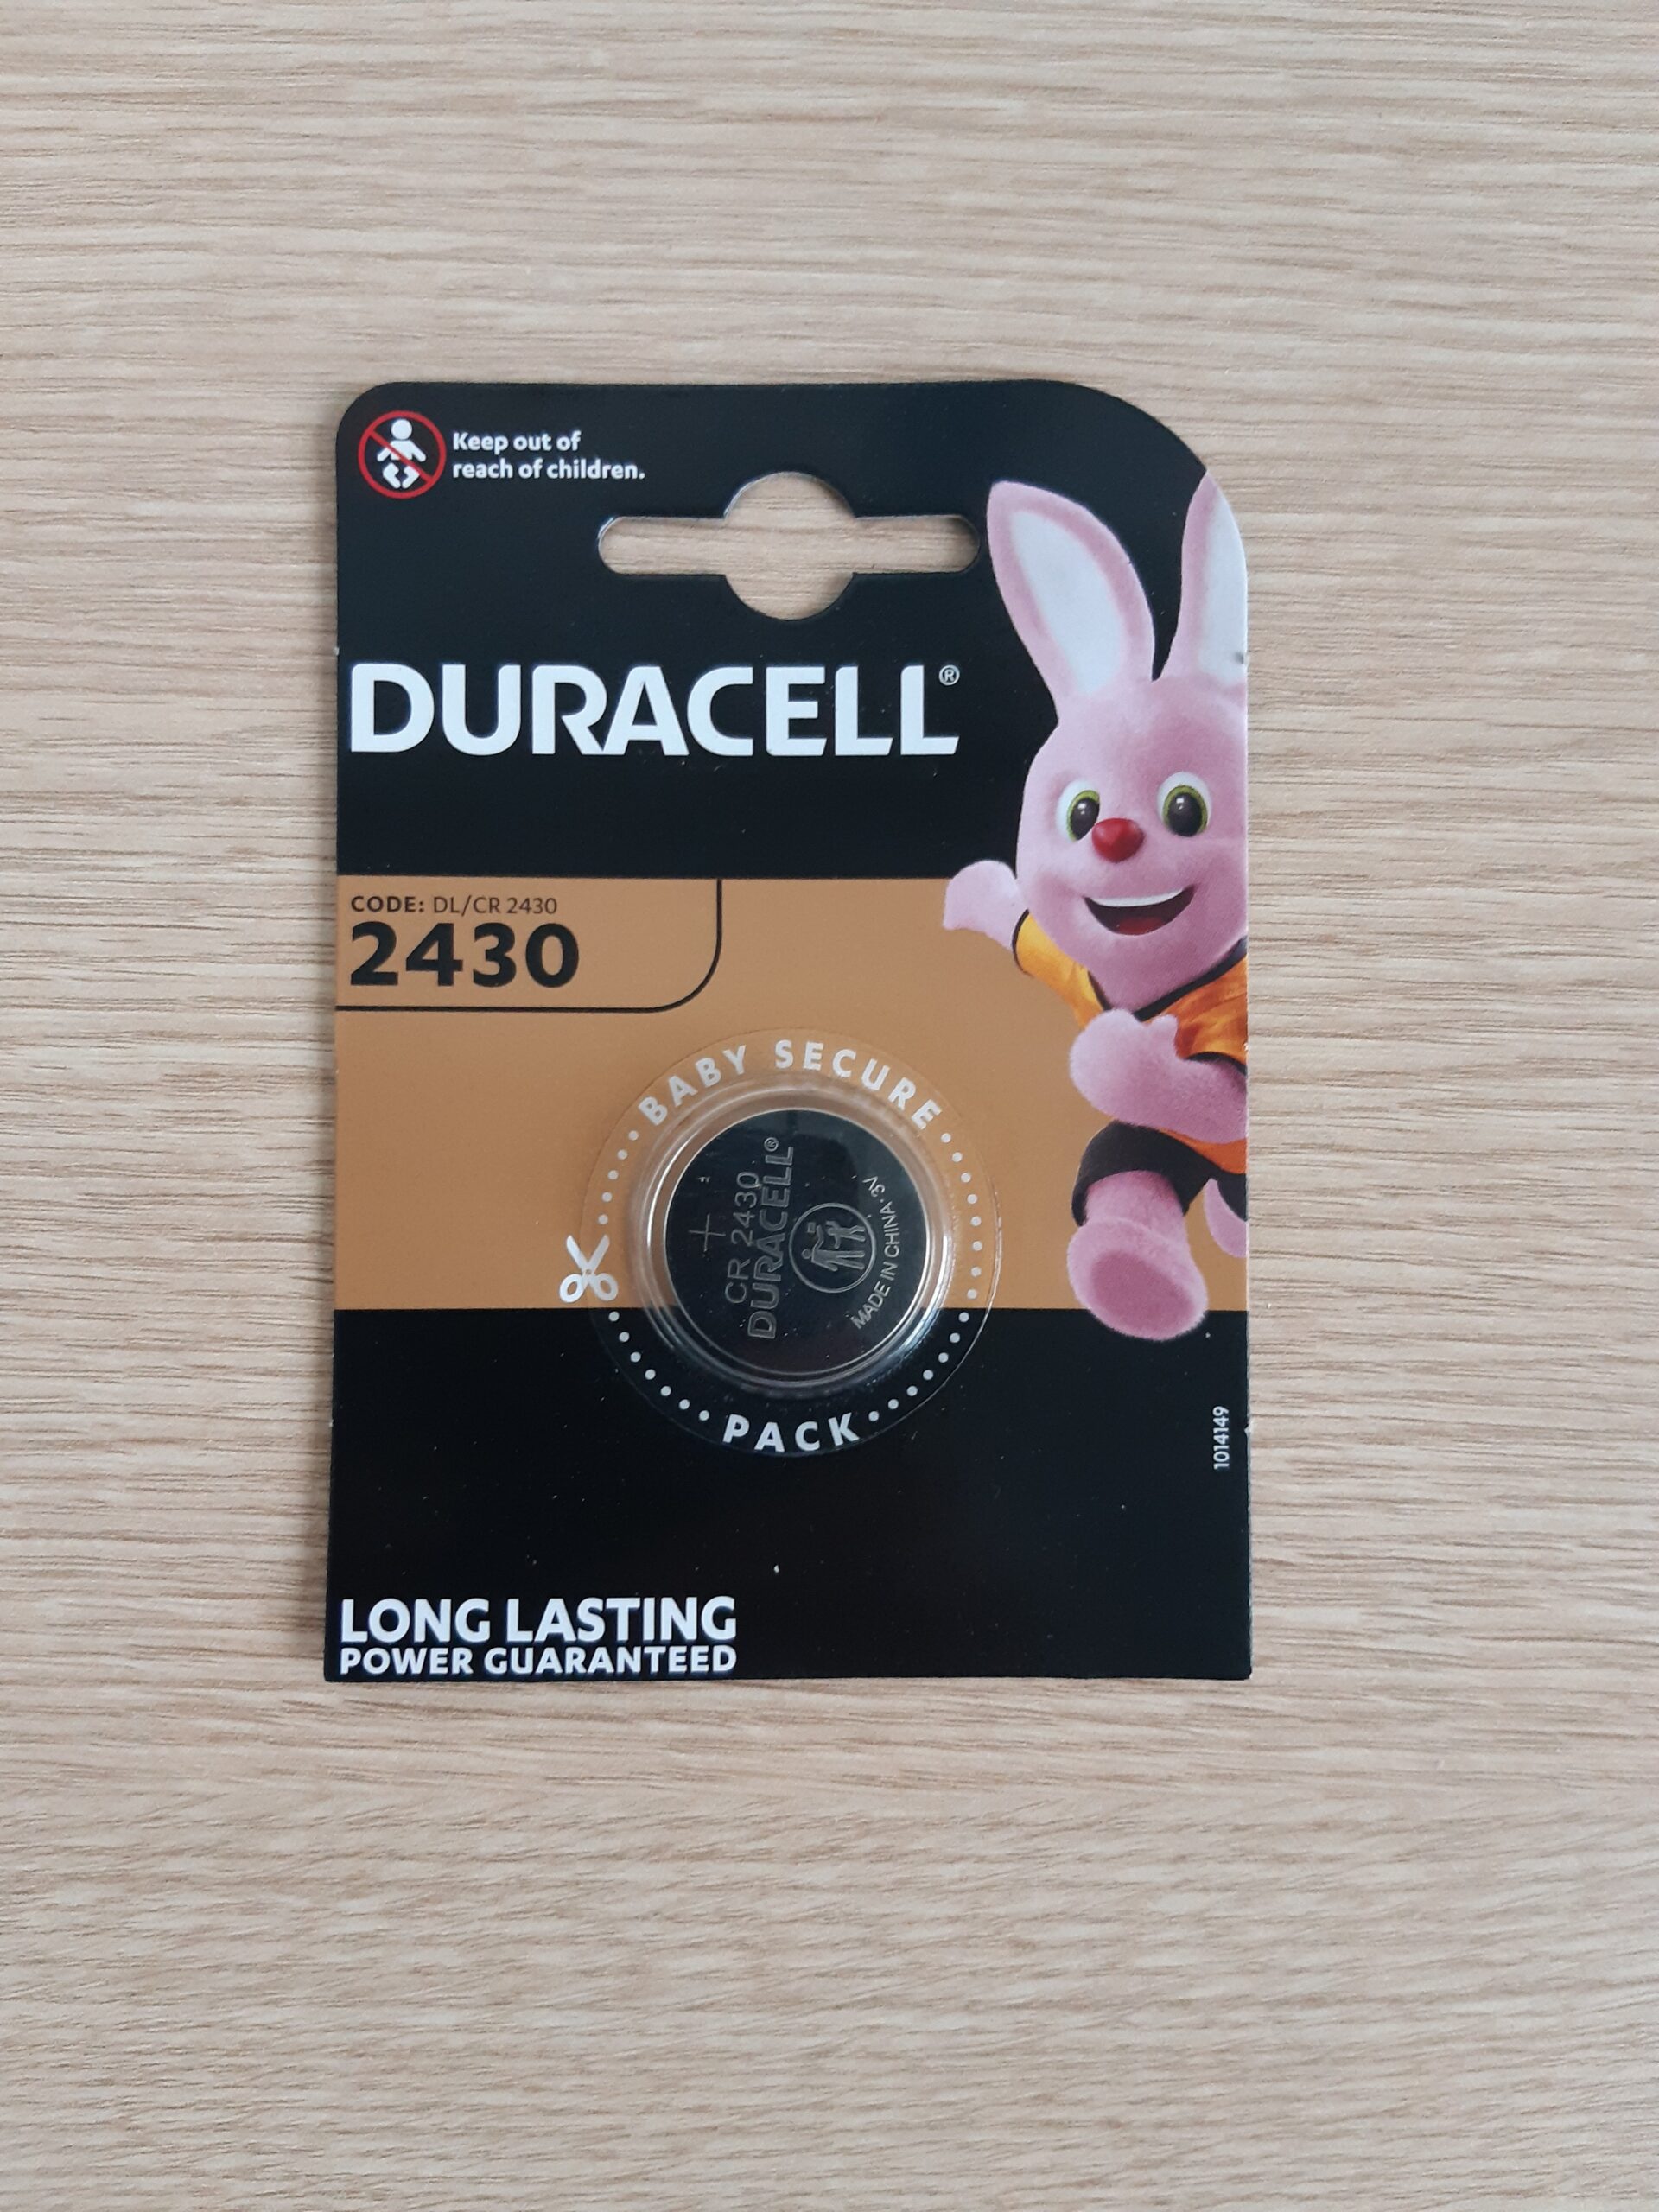 Keep out of
reach of children.
DURACELL®
CODE: DL/CR 2430
2430
BABY SECURE
+
CR 2430
DURACELL®
MADE IN CHINA · 3V
PACK
1014149
LONG LASTING
POWER GUARANTEED